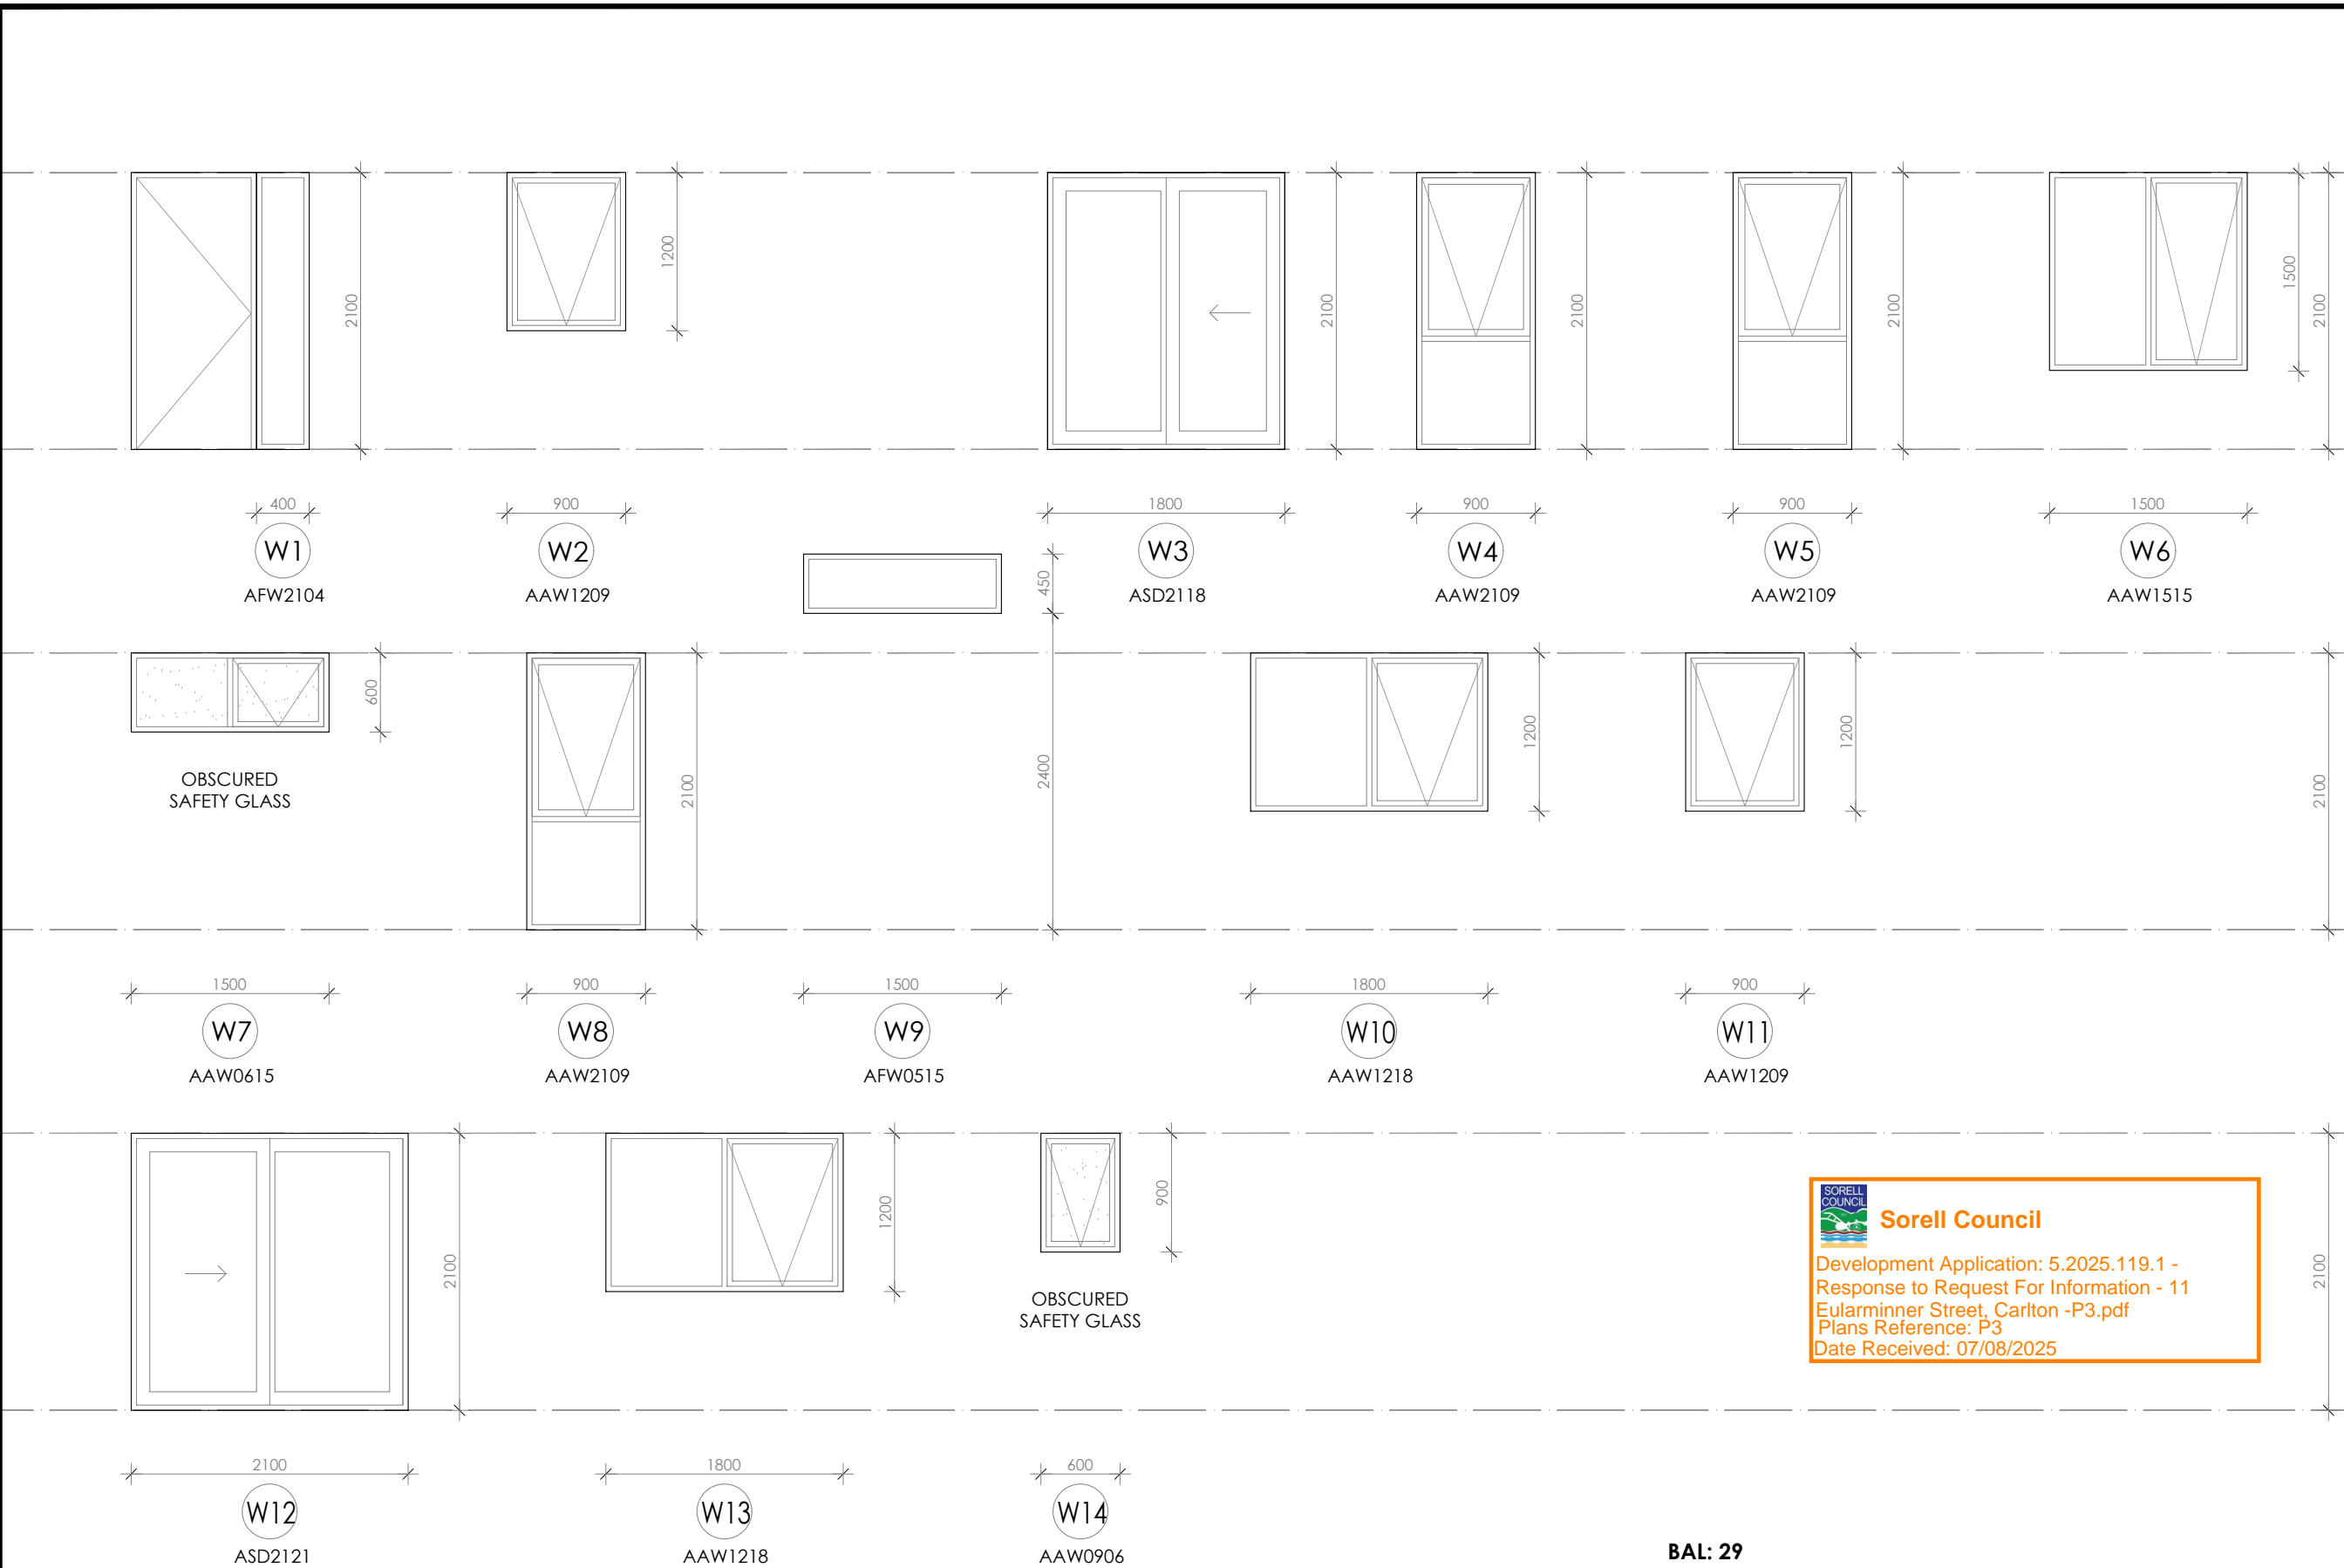 2100
1200
2100
2100
2100
1500
2100
400
900
1800
900
900
1500
W1
W2
W3
W4
W5
W6
AFW2104
AAW1209
ASD2118
AAW2109
AAW2109
AAW1515
450
600
2100
2400
1200
1200
2100
OBSCURED
SAFETY GLASS
1500
900
1500
1800
900
W7
W8
W9
W10
W11
AAW0615
AAW2109
AFW0515
AAW1218
AAW1209
2100
1200
900
2100
OBSCURED
SAFETY GLASS
SORELL
COUNCIL
Sorell Council
Development Application: 5.2025.119.1 -
Response to Request For Information - 11
Eularminner Street, Carlton -P3.pdf
Plans Reference: P3
Date Received: 07/08/2025
2100
1800
600
W12
W13
W14
ASD2121
AAW1218
AAW0906
BAL: 29